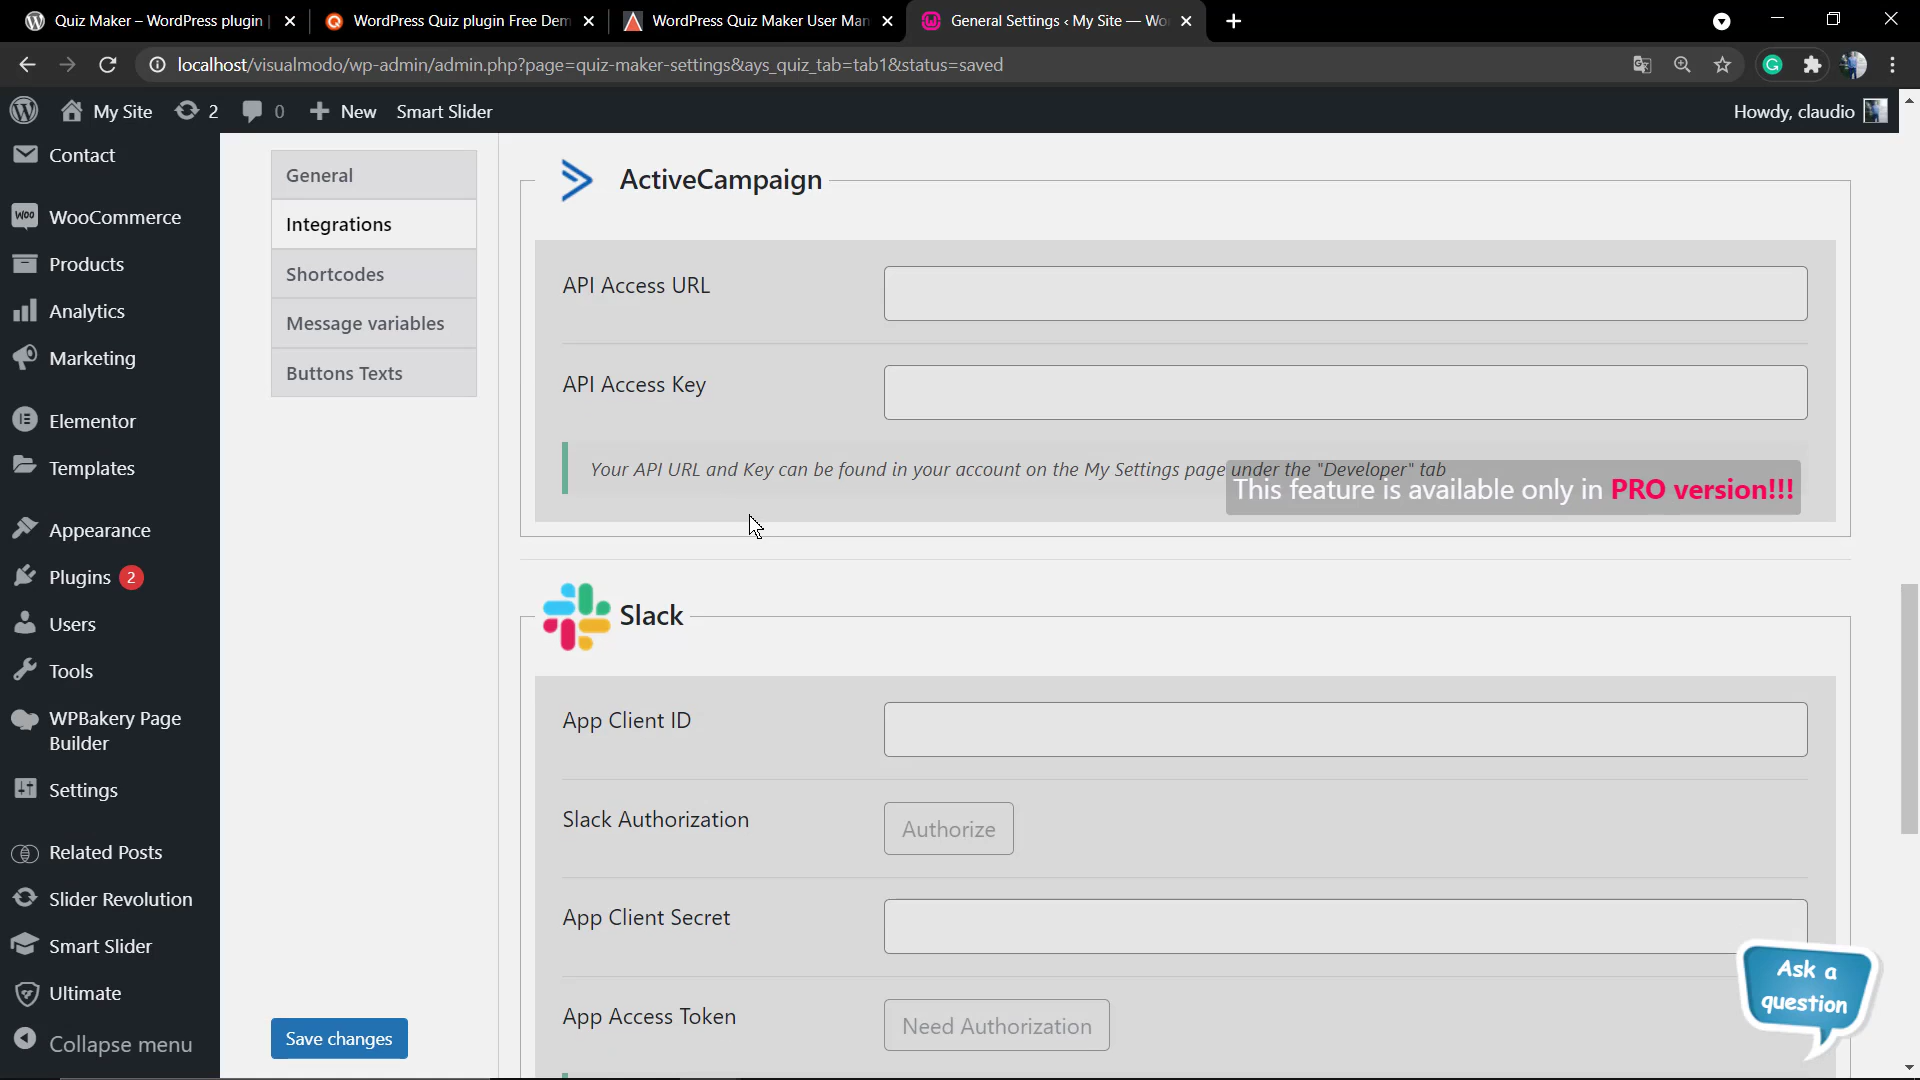 Quiz Maker – WordPress plugin
WordPress Quiz plugin Free Dem
WordPress Quiz Maker User Man
General Settings ‹ My Site — Wo
localhost/visualmodo/wp-admin/admin.php?page=quiz-maker-settings&ays_quiz_tab=tab1&status=saved
My Site
2
0
New
Smart Slider
Howdy, claudio
Contact
WooCommerce
Products
Analytics
Marketing
Elementor
Templates
Appearance
Plugins 2
Users
Tools
WPBakery Page
Builder
Settings
Related Posts
Slider Revolution
Smart Slider
Ultimate
Collapse menu
General
Integrations
Shortcodes
Message variables
Buttons Texts
Save changes
ActiveCampaign
API Access URL
API Access Key
Your API URL and Key can be found in your account on the My Settings page under the "Developer" tab
This feature is available only in PRO version!!!
Slack
App Client ID
Slack Authorization
Authorize
App Client Secret
App Access Token
Need Authorization
Ask a
question